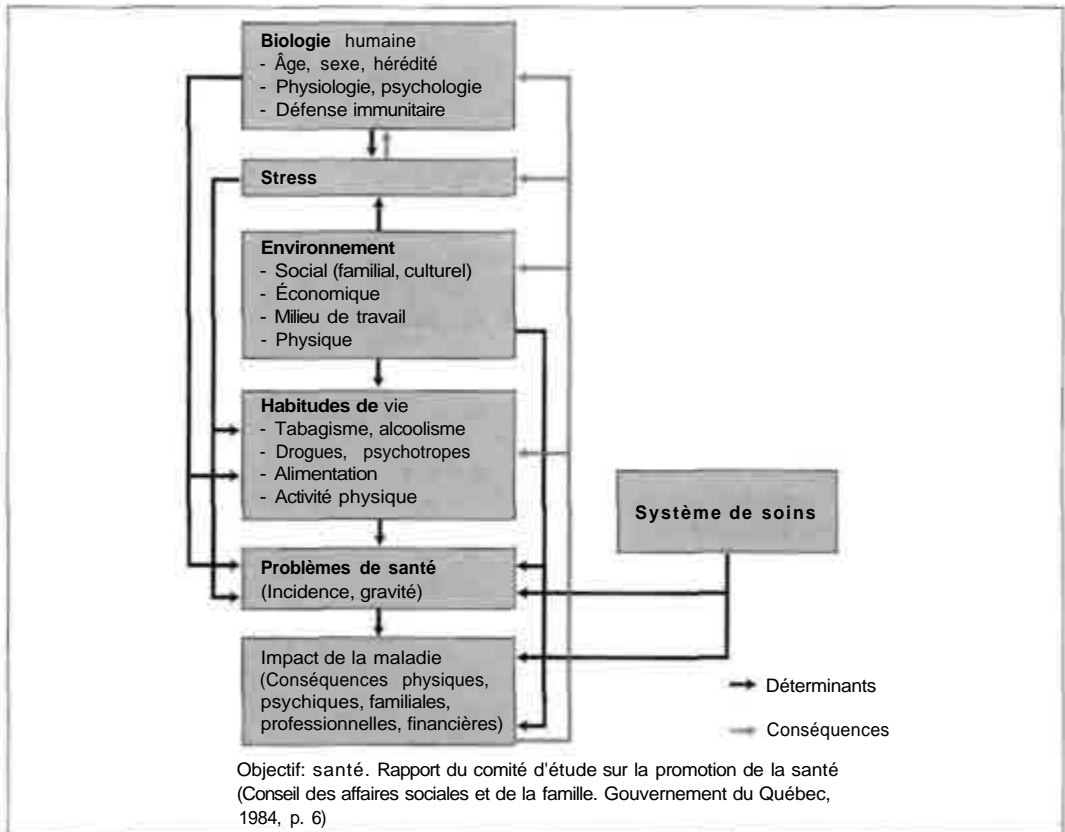 Biologie humaine
- Âge, sexe, hérédité
- Physiologie, psychologie
- Défense immunitaire
Stress
Environnement
- Social (familial, culturel)
- Économique
- Milieu de travail
- Physique
Habitudes de vie
- Tabagisme, alcoolisme
- Drogues, psychotropes
- Alimentation
- Activité physique
Système de soins
Problèmes de santé
(Incidence, gravité)
Impact de la maladie
(Conséquences physiques,
psychiques, familiales,
professionnelles, financières)
Déterminants
Conséquences
Objectif: santé. Rapport du comité d'étude sur la promotion de la santé
(Conseil des affaires sociales et de la famille. Gouvernement du Québec,
1984, p. 6)